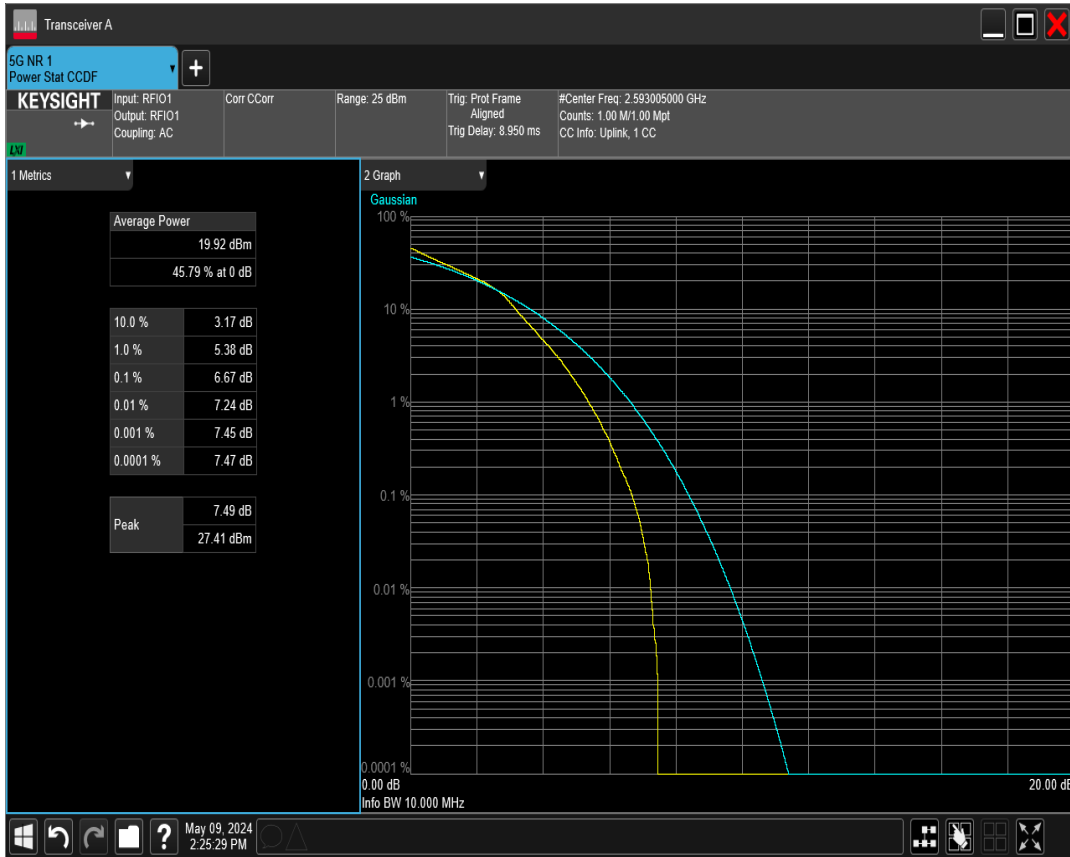 Transceiver A
5G NR 1
Power Stat CCDF
+
KEYSIGHT
LXI
Input: RFIO1
Output: RFIO1
Coupling: AC
Corr CCorr
Range: 25 dBm
Trig: Prot Frame
Aligned
Trig Delay: 8.950 ms
#Center Freq: 2.593005000 GHz
Counts: 1.00 M/1.00 Mpt
CC Info: Uplink, 1 CC
1 Metrics
Average Power
19.92 dBm
45.79 % at 0 dB
10.0 % 3.17 dB
1.0 % 5.38 dB
0.1 % 6.67 dB
0.01 % 7.24 dB
0.001 % 7.45 dB
0.0001 % 7.47 dB
Peak
7.49 dB
27.41 dBm
2 Graph
Gaussian
100 %
10 %
1 %
0.1 %
0.01 %
0.001 %
0.0001 %
0.00 dB 20.00 dB
Info BW 10.000 MHz
?
May 09, 2024
2:25:29 PM